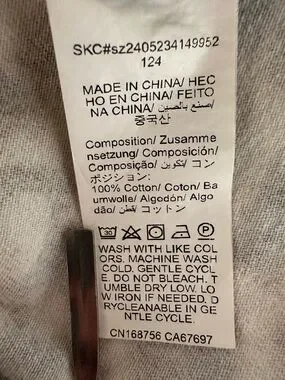 SKC#sz2405234149952
124
MADE IN CHINA/ HEC
HO EN CHINA/ FEITO
NA CHINA/ صنع بالصين/
중국산
Composition/ Zusamme
nsetzung/ Composición/
Composição/ تكوين/ コン
ポジション:
100% Cotton/ Coton/ Ba
umwolle/ Algodón/ Algo
dão/ قطن/ コットン
30 P
WASH WITH LIKE COL
ORS. MACHINE WASH
COLD. GENTLE CYCL
E. DO NOT BLEACH. T
UMBLE DRY LOW. LO
W IRON IF NEEDED. D
RYCLEANABLE IN GE
NTLE CYCLE.
CN168756 CA67697